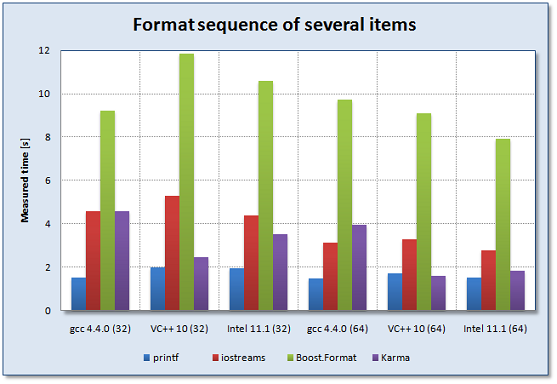 Format sequence of several items
12
10
8
6
4
2
0
Measured time [s]
gcc 4.4.0 (32) VC++ 10 (32) Intel 11.1 (32) gcc 4.4.0 (64) VC++ 10 (64) Intel 11.1 (64)
printf iostreams Boost.Format Karma